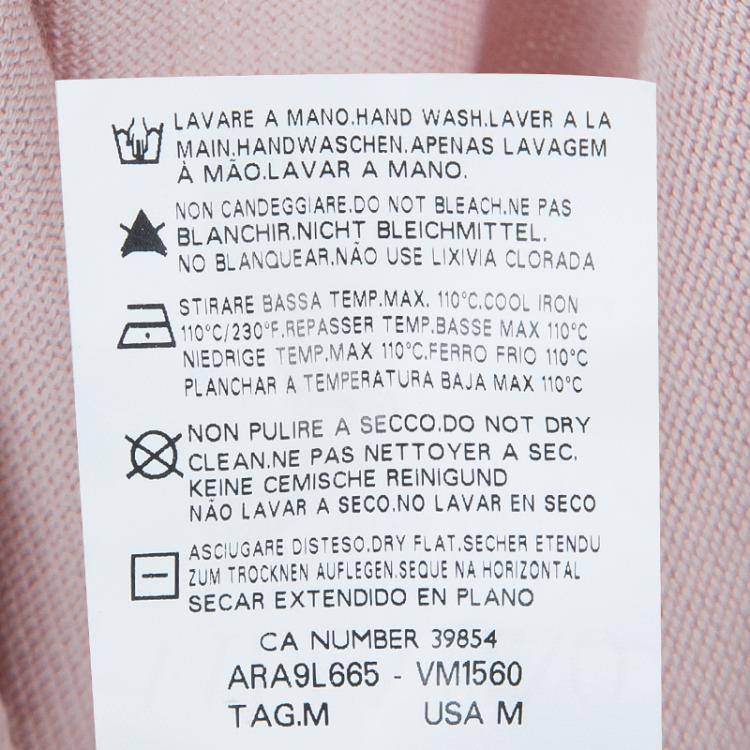 LAVARE A MANO.HAND WASH.LAVER A LA
MAIN.HANDWASCHEN.APENAS LAVAGEM
À MÃO.LAVAR A MANO.
NON CANDEGGIARE.DO NOT BLEACH.NE PAS
BLANCHIR.NICHT BLEICHMITTEL.
NO BLANQUEAR.NÃO USE LIXIVIA CLORADA
STIRARE BASSA TEMP.MAX. 110°C.COOL IRON
110°C/230°F.REPASSER TEMP.BASSE MAX 110°C
NIEDRIGE TEMP.MAX 110°C.FERRO FRIO 110°C
PLANCHAR A TEMPERATURA BAJA MAX 110°C
NON PULIRE A SECCO.DO NOT DRY
CLEAN.NE PAS NETTOYER A SEC.
KEINE CEMISCHE REINIGUND
NÃO LAVAR A SECO.NO LAVAR EN SECO
ASCIUGARE DISTESO.DRY FLAT.SECHER ETENDU
ZUM TROCKNEN AUFLEGEN.SEQUE NA HORIZONTAL
SECAR EXTENDIDO EN PLANO
CA NUMBER 39854
ARA9L665 - VM1560
TAG.M USA M